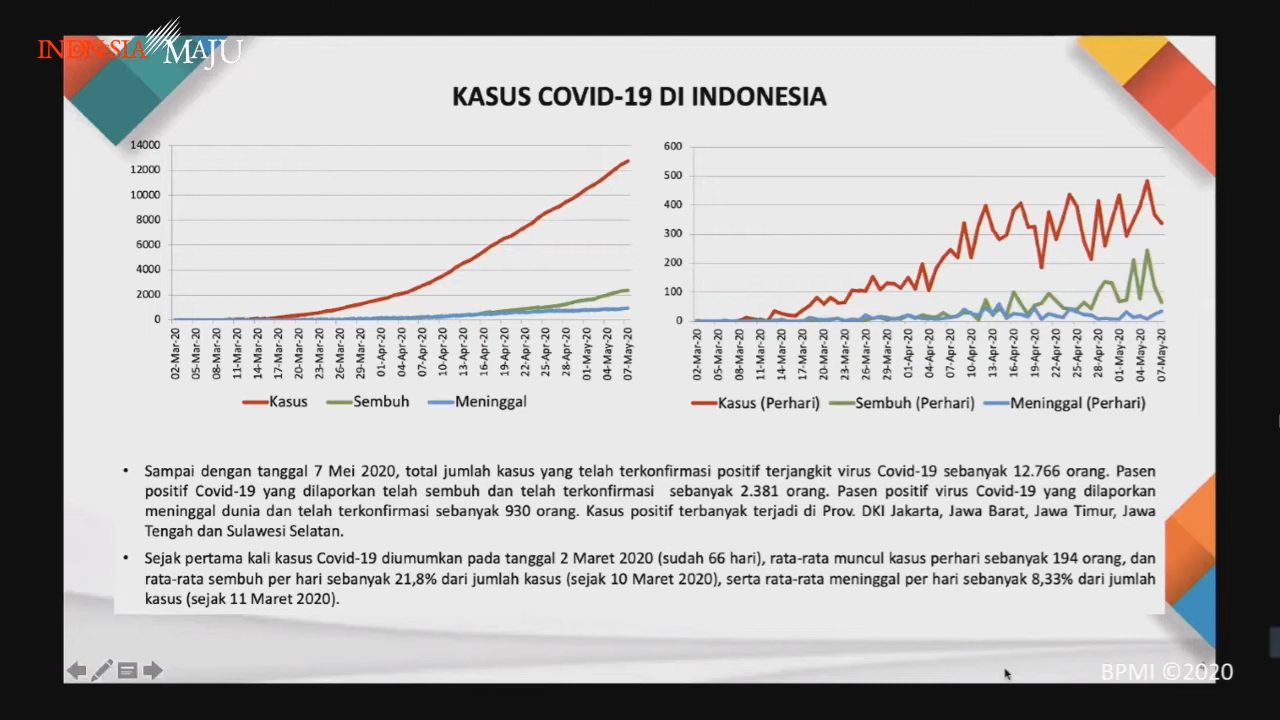 INDONESIA MAJU
KASUS COVID-19 DI INDONESIA
14000
12000
10000
8000
6000
4000
2000
0
02-Mar-20
05-Mar-20
08-Mar-20
11-Mar-20
14-Mar-20
17-Mar-20
20-Mar-20
23-Mar-20
26-Mar-20
29-Mar-20
01-Apr-20
04-Apr-20
07-Apr-20
10-Apr-20
13-Apr-20
16-Apr-20
19-Apr-20
22-Apr-20
25-Apr-20
28-Apr-20
01-May-20
04-May-20
07-May-20
Kasus Sembuh Meninggal
600
500
400
300
200
100
0
02-Mar-20
05-Mar-20
08-Mar-20
11-Mar-20
14-Mar-20
17-Mar-20
20-Mar-20
23-Mar-20
26-Mar-20
29-Mar-20
01-Apr-20
04-Apr-20
07-Apr-20
10-Apr-20
13-Apr-20
16-Apr-20
19-Apr-20
22-Apr-20
25-Apr-20
28-Apr-20
01-May-20
04-May-20
07-May-20
Kasus (Perhari) Sembuh (Perhari) Meninggal (Perhari)
• Sampai dengan tanggal 7 Mei 2020, total jumlah kasus yang telah terkonfirmasi positif terjangkit virus Covid-19 sebanyak 12.766 orang. Pasen
positif Covid-19 yang dilaporkan telah sembuh dan telah terkonfirmasi sebanyak 2.381 orang. Pasen positif virus Covid-19 yang dilaporkan
meninggal dunia dan telah terkonfirmasi sebanyak 930 orang. Kasus positif terbanyak terjadi di Prov. DKI Jakarta, Jawa Barat, Jawa Timur, Jawa
Tengah dan Sulawesi Selatan.
• Sejak pertama kali kasus Covid-19 diumumkan pada tanggal 2 Maret 2020 (sudah 66 hari), rata-rata muncul kasus perhari sebanyak 194 orang, dan
rata-rata sembuh per hari sebanyak 21,8% dari jumlah kasus (sejak 10 Maret 2020), serta rata-rata meninggal per hari sebanyak 8,33% dari jumlah
kasus (sejak 11 Maret 2020).
BPMI ©2020